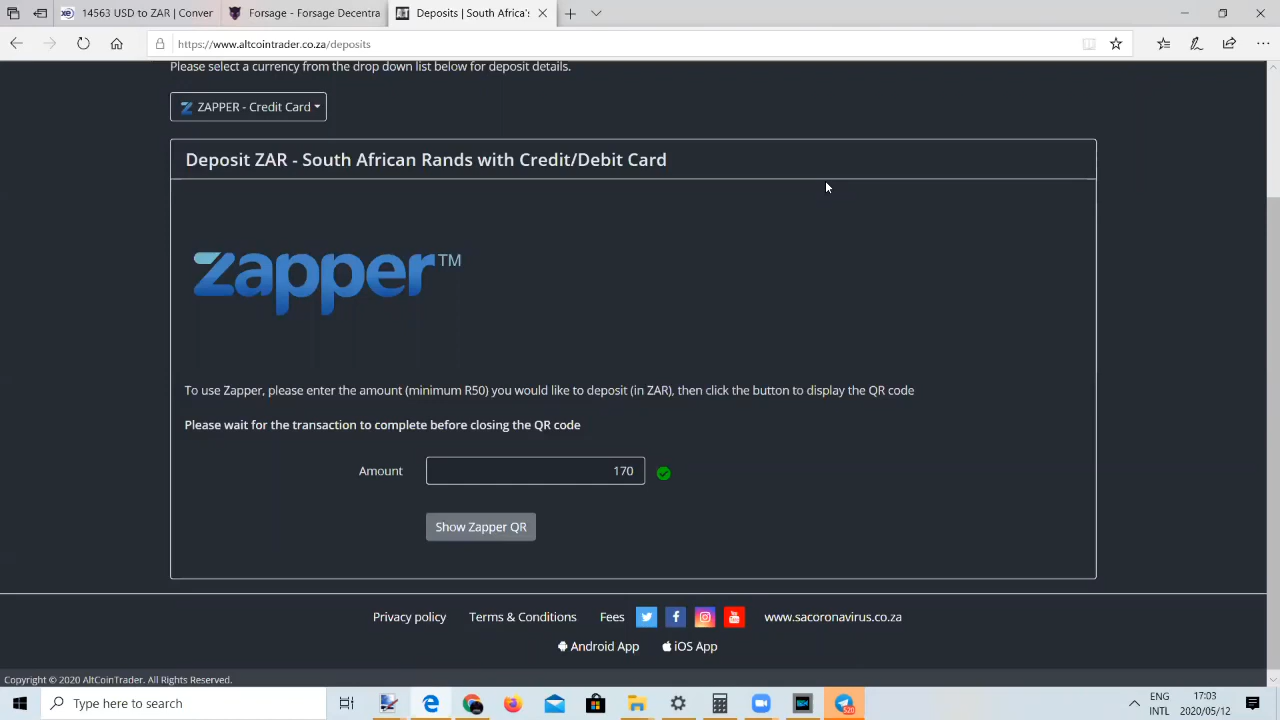 14563 USD to ZAR | Conver
Forsage - Forsage Decentra
Deposits | South Africa's
https://www.altcointrader.co.za/deposits
Please select a currency from the drop down list below for deposit details.
ZAPPER - Credit Card
Deposit ZAR - South African Rands with Credit/Debit Card
zapper™
To use Zapper, please enter the amount (minimum R50) you would like to deposit (in ZAR), then click the button to display the QR code
Please wait for the transaction to complete before closing the QR code
Amount 170
Show Zapper QR
Privacy policy Terms & Conditions Fees www.sacoronavirus.co.za
Android App iOS App
Copyright © 2020 AltCoinTrader. All Rights Reserved.
Type here to search
ENG 17:03
INTL 2020/05/12